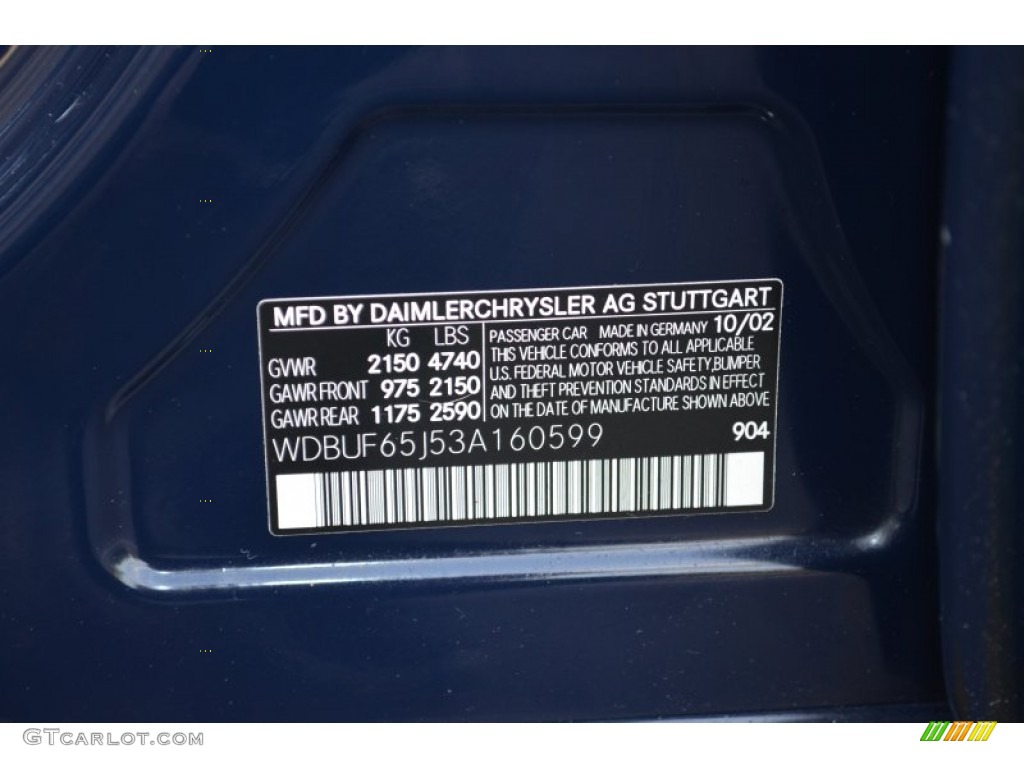 MFD BY DAIMLERCHRYSLER AG STUTTGART
KG LBS
GVWR 2150 4740
GAWR FRONT 975 2150
GAWR REAR 1175 2590
PASSENGER CAR MADE IN GERMANY 10/02
THIS VEHICLE CONFORMS TO ALL APPLICABLE
U.S. FEDERAL MOTOR VEHICLE SAFETY,BUMPER
AND THEFT PREVENTION STANDARDS IN EFFECT
ON THE DATE OF MANUFACTURE SHOWN ABOVE
WDBUF65J53A160599
904
GTCarLot.com